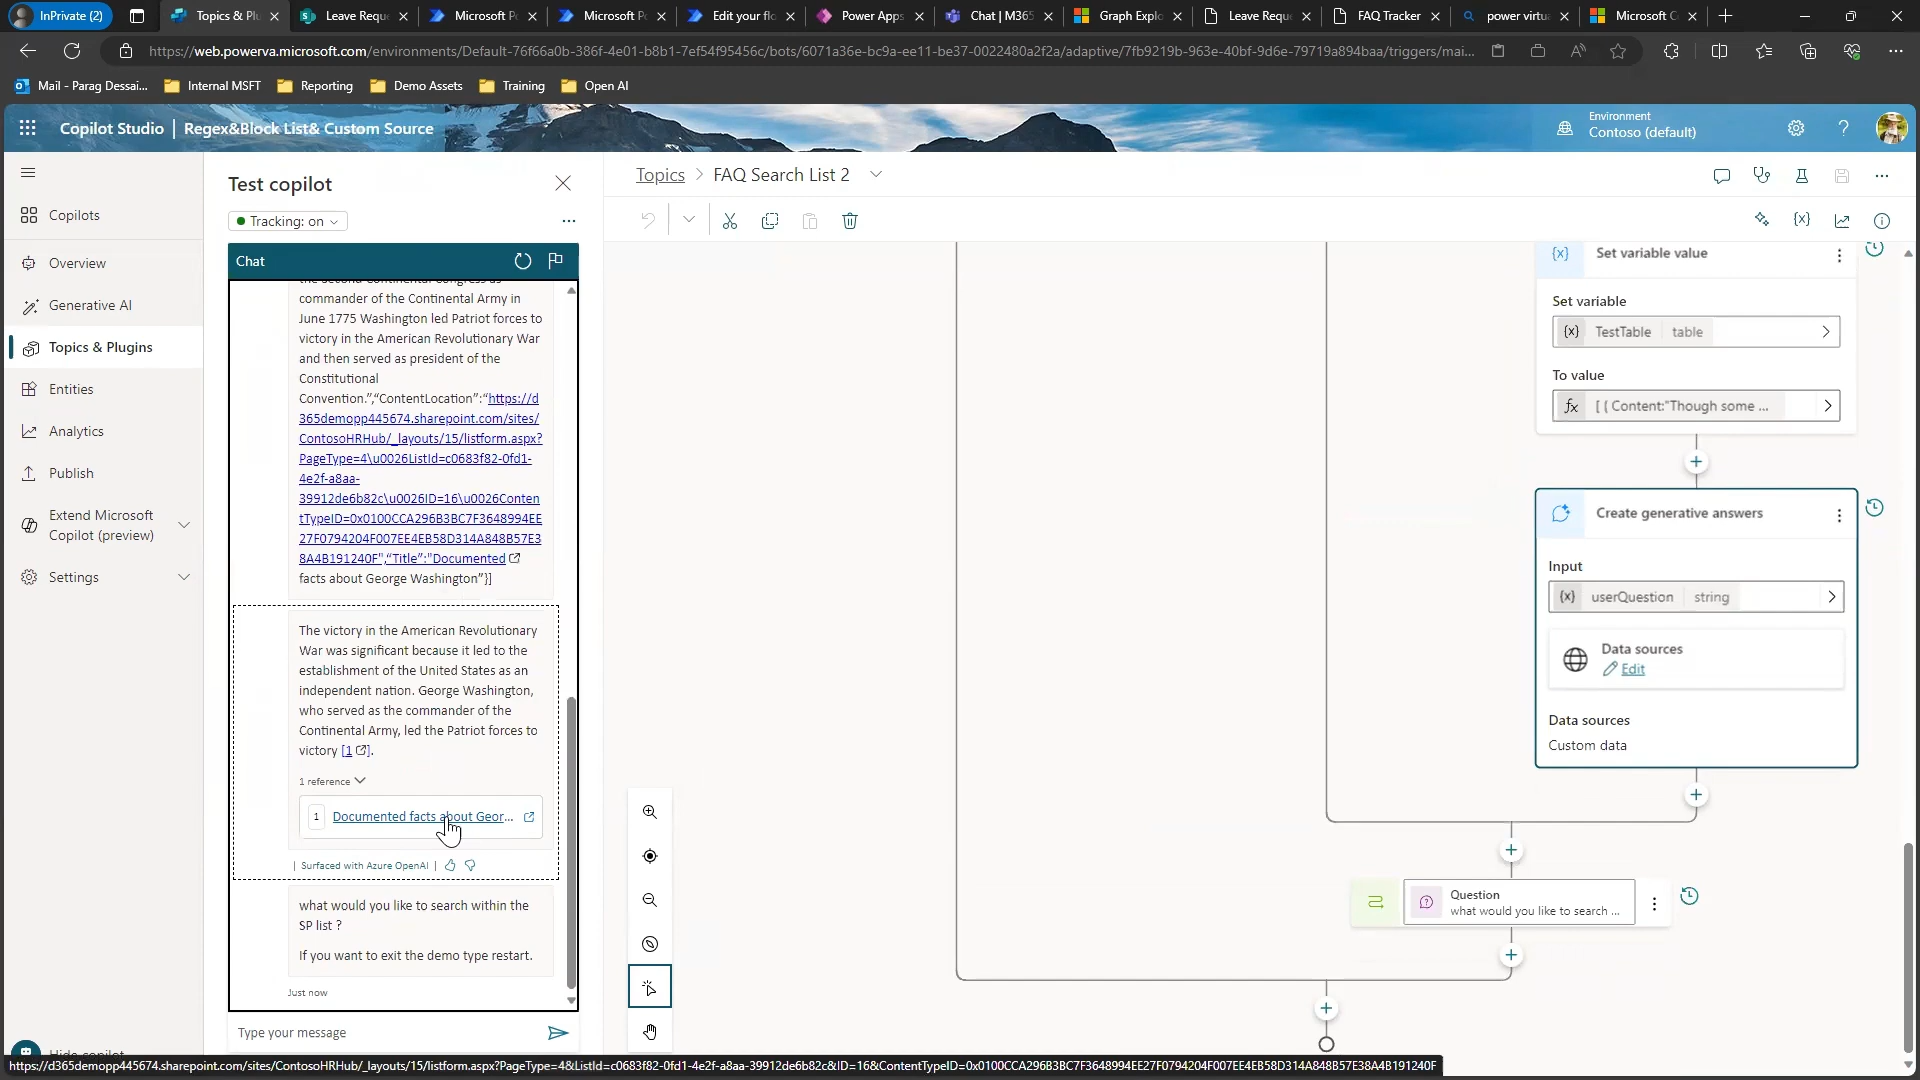 InPrivate (2)
Topics & Pl
Leave Requ
Microsoft P
Microsoft P
Edit your flo
Power Apps
Chat | M365
Graph Explo
Leave Requ
FAQ Tracker
power virtu
Microsoft C
https://web.powerva.microsoft.com/environments/Default-76f66a0b-386f-4e01-b8b1-7ef54f95456c/bots/6071a36e-bc9a-ee11-be37-0022480a2f2a/adaptive/7fb9219b-963e-40bf-9d6e-79719a894baa/triggers/mai...
Mail - Parag Dessai...
Internal MSFT
Reporting
Demo Assets
Training
Open AI
Copilot Studio | Regex&Block List& Custom Source
Environment
Contoso (default)
Copilots
Overview
Generative AI
Topics & Plugins
Entities
Analytics
Publish
Extend Microsoft
Copilot (preview)
Settings
Hide copilot
Test copilot
Tracking: on
Chat
the Second Continental Congress as
commander of the Continental Army in
June 1775 Washington led Patriot forces to
victory in the American Revolutionary War
and then served as president of the
Constitutional
Convention.","ContentLocation":"https://d
365demopp445674.sharepoint.com/sites/
ContosoHRHub/_layouts/15/listform.aspx?
PageType=4\u0026ListId=c0683f82-0fd1-
4e2f-a8aa-
39912de6b82c\u0026ID=16\u0026Conten
tTypeID=0x0100CCA296B3BC7F3648994EE
27F0794204F007EE4EB58D314A848B57E3
8A4B191240F","Title":"Documented
facts about George Washington"}]
The victory in the American Revolutionary
War was significant because it led to the
establishment of the United States as an
independent nation. George Washington,
who served as the commander of the
Continental Army, led the Patriot forces to
victory [1].
1 reference
1 Documented facts about Geor...
| Surfaced with Azure OpenAI |
what would you like to search within the
SP list ?
If you want to exit the demo type restart.
Just now
Type your message
Topics > FAQ Search List 2
{x} Set variable value
Set variable
{x} TestTable table
To value
fx [ { Content:"Though some ...
Create generative answers
Input
{x} userQuestion string
Data sources
Edit
Data sources
Custom data
Question
what would you like to search ...
https://d365demopp445674.sharepoint.com/sites/ContosoHRHub/_layouts/15/listform.aspx?PageType=4&ListId=c0683f82-0fd1-4e2f-a8aa-39912de6b82c&ID=16&ContentTypeID=0x0100CCA296B3BC7F3648994EE27F0794204F007EE4EB58D314A848B57E38A4B191240F